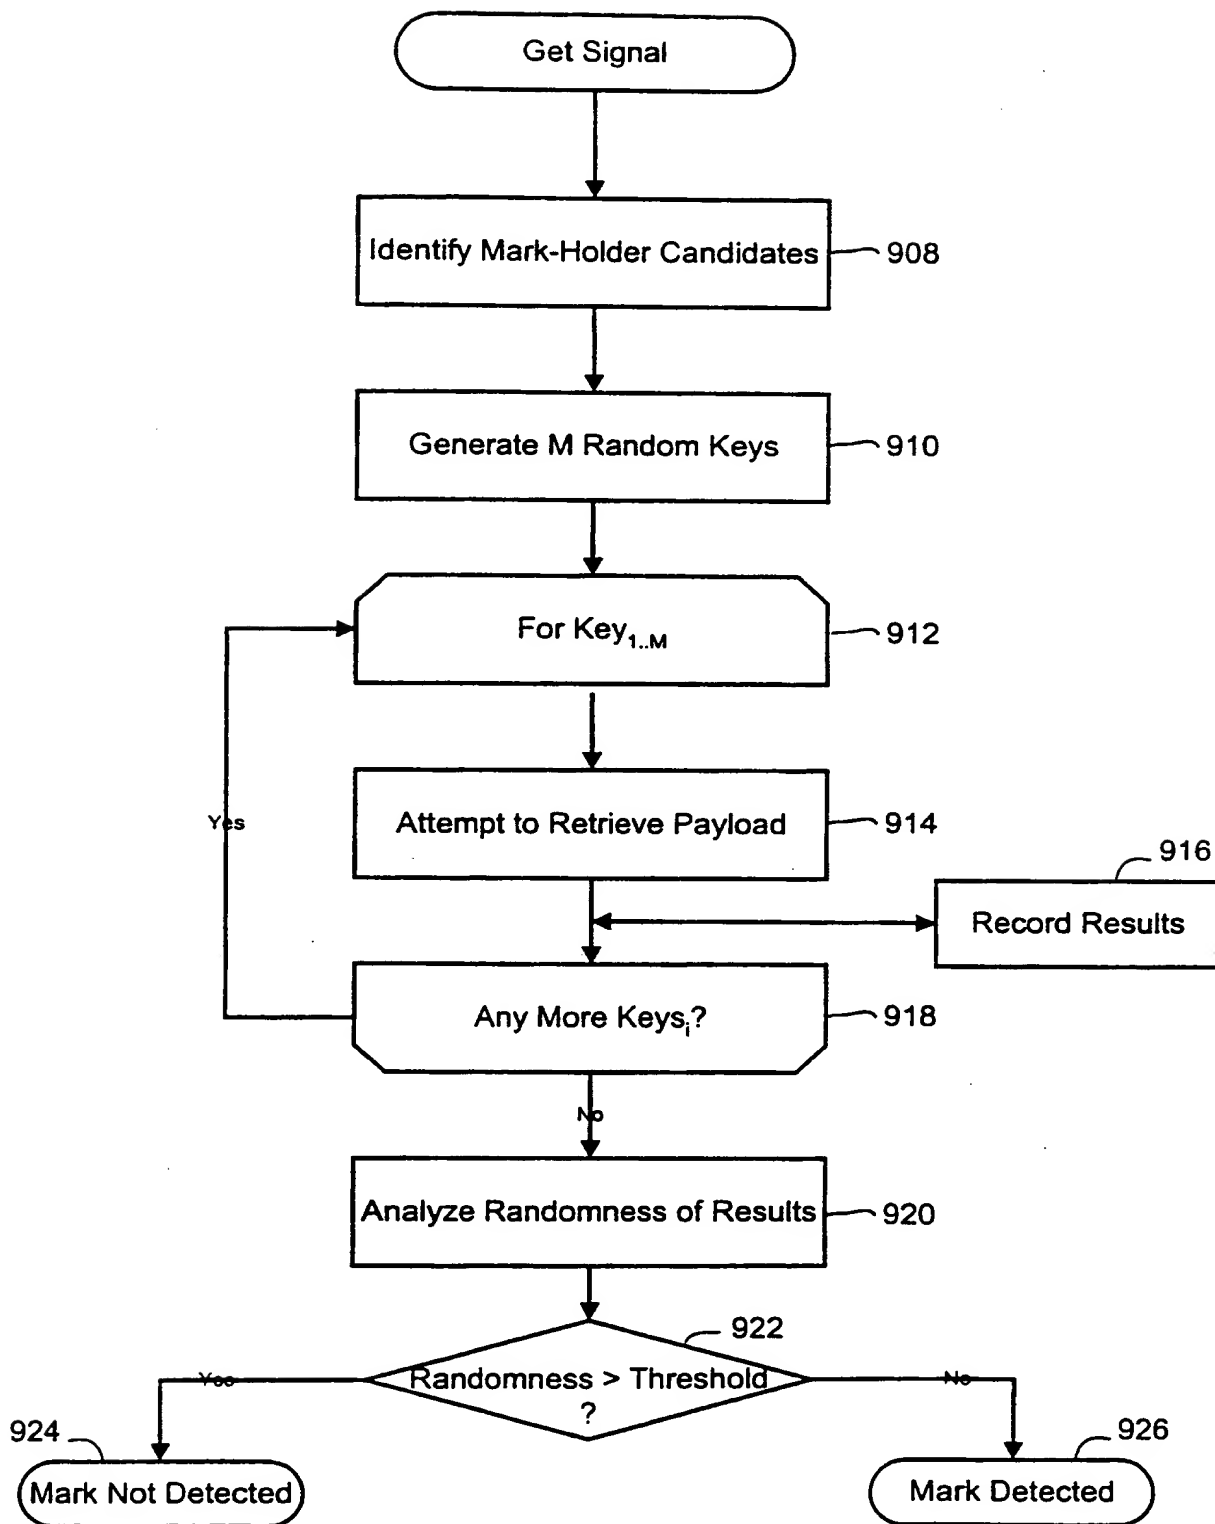 Get Signal
Identify Mark-Holder Candidates
908
Generate M Random Keys
910
For Key1..M
912
Yes
Attempt to Retrieve Payload
914
916
Record Results
Any More Keysi?
918
No
Analyze Randomness of Results
920
922
Randomness > Threshold
?
Yes
No
924
926
Mark Not Detected
Mark Detected